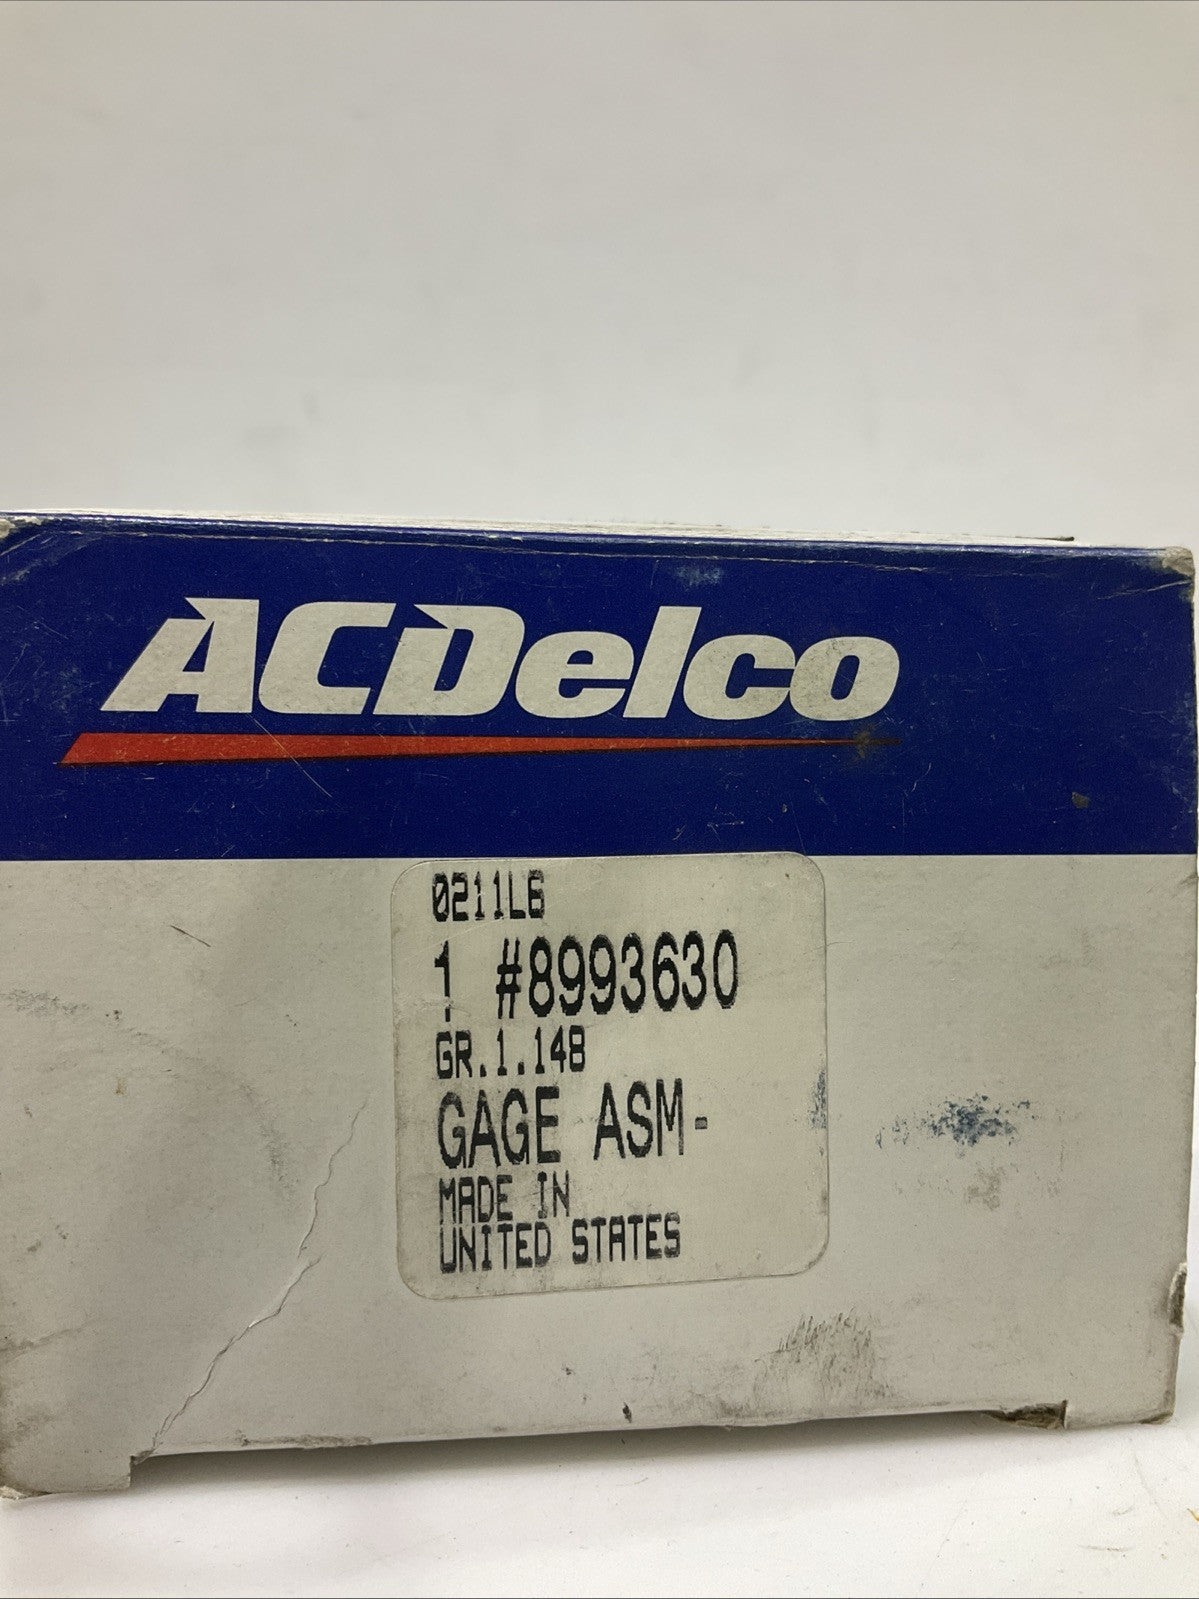 ACDelco
0211L6
1 #8993630
GR.1.148
GAGE ASM-
MADE IN
UNITED STATES